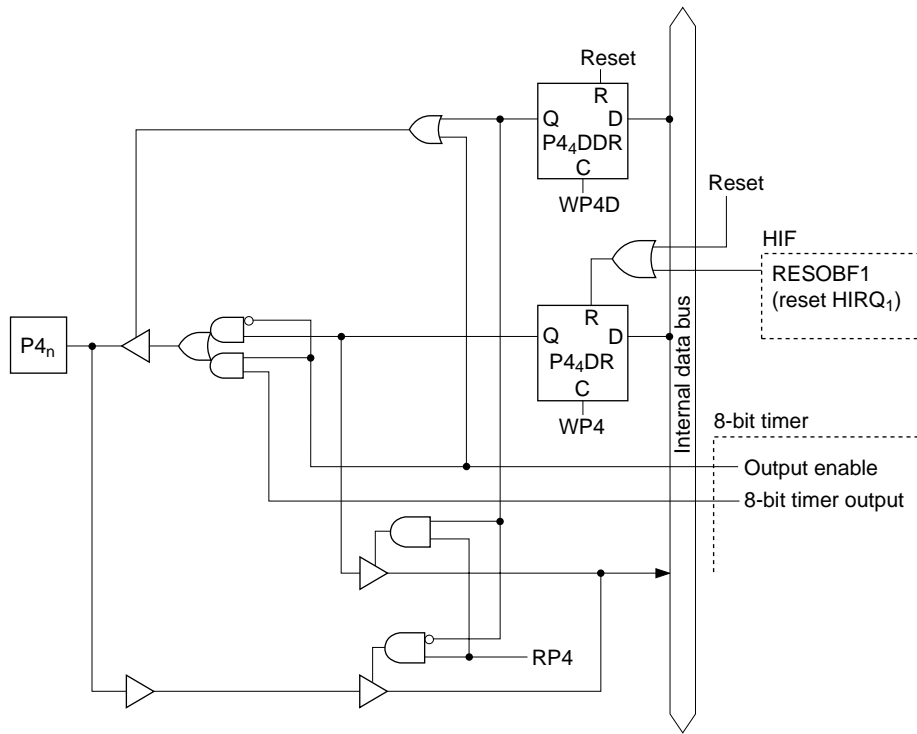 Reset
R
Q D
P4₄DDR
C
WP4D
Reset
HIF
RESOBF1
(reset HIRQ₁)
R
Q D
P4₄DR
C
WP4
P4ₙ
Internal data bus
8-bit timer
Output enable
8-bit timer output
RP4